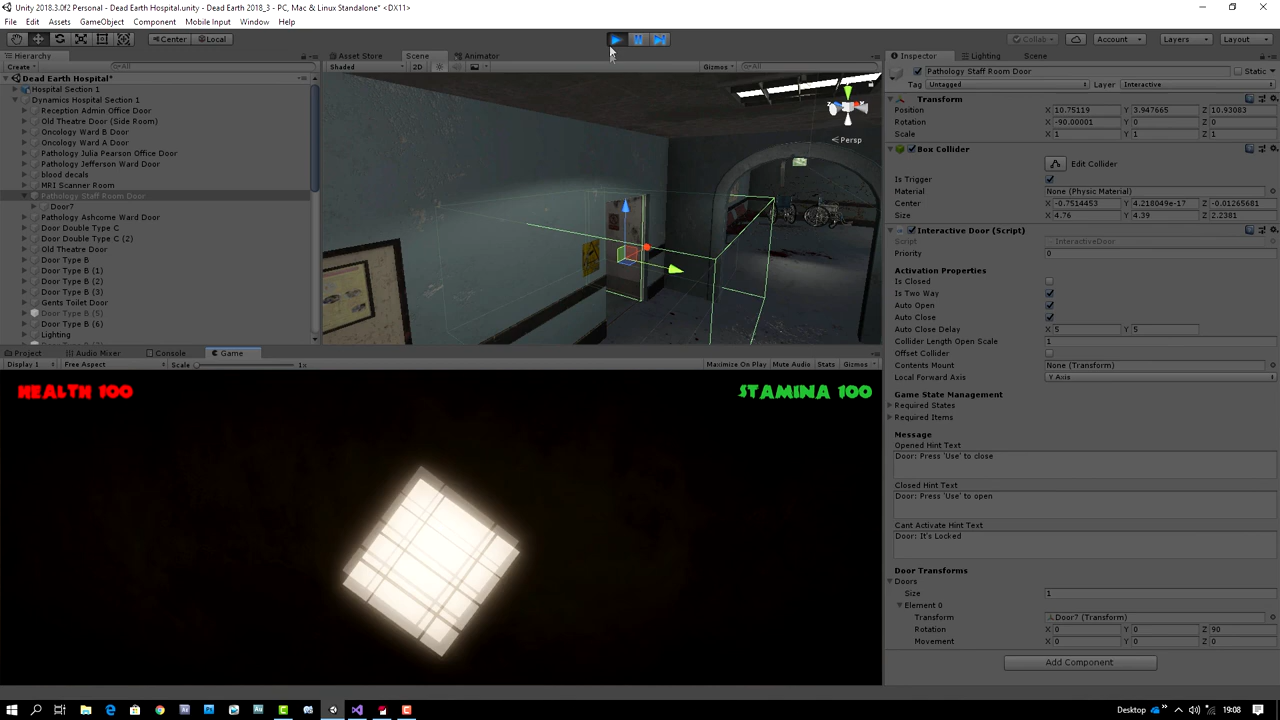 Unity 2018.3.0f2 Personal - Dead Earth Hospital.unity - Dead Earth 2018_3 - PC, Mac & Linux Standalone* <DX11>
File Edit Assets GameObject Component Mobile Input Window Help
Center Local Collab Account Layers Layout
Hierarchy Asset Store Scene Animator Inspector Lighting Scene
Create All Shaded 2D Gizmos All
Pathology Staff Room Door Static
Tag Untagged Layer Interactive
Dead Earth Hospital*
Hospital Section 1
Dynamics Hospital Section 1
Reception Admin Office Door
Old Theatre Door (Side Room)
Oncology Ward B Door
Oncology Ward A Door
Pathology Julia Pearson Office Door
Pathology Jefferson Ward Door
blood decals
MRI Scanner Room
Pathology Staff Room Door
Door7
Pathology Ashcome Ward Door
Door Double Type C
Door Double Type C (2)
Old Theatre Door
Door Type B
Door Type B (1)
Door Type B (2)
Door Type B (3)
Gents Toilet Door
Door Type B (5)
Door Type B (6)
Lighting
Persp
Transform
Position X 10.75119 Y 3.947665 Z 10.93083
Rotation X -90.00001 Y 0 Z 0
Scale X 1 Y 1 Z 1
Box Collider
Edit Collider
Is Trigger
Material None (Physic Material)
Center X -0.7514453 Y 4.218049e-17 Z -0.01265681
Size X 4.76 Y 4.39 Z 2.2381
Interactive Door (Script)
Script InteractiveDoor
Priority 0
Activation Properties
Is Closed
Is Two Way
Auto Open
Auto Close
Auto Close Delay X 5 Y 5
Collider Length Open Scale 1
Offset Collider
Contents Mount None (Transform)
Local Forward Axis Y Axis
Game State Management
Required States
Required Items
Message
Opened Hint Text
Door: Press 'Use' to close
Closed Hint Text
Door: Press 'Use' to open
Cant Activate Hint Text
Door: It's Locked
Door Transforms
Doors
Size 1
Element 0
Transform Door7 (Transform)
Rotation X 0 Y 0 Z 90
Movement X 0 Y 0 Z 0
Add Component
Project Audio Mixer Console Game
Display 1 Free Aspect Scale 1x Maximize On Play Mute Audio Stats Gizmos
HEALTH 100 STAMINA 100
Desktop 19:08